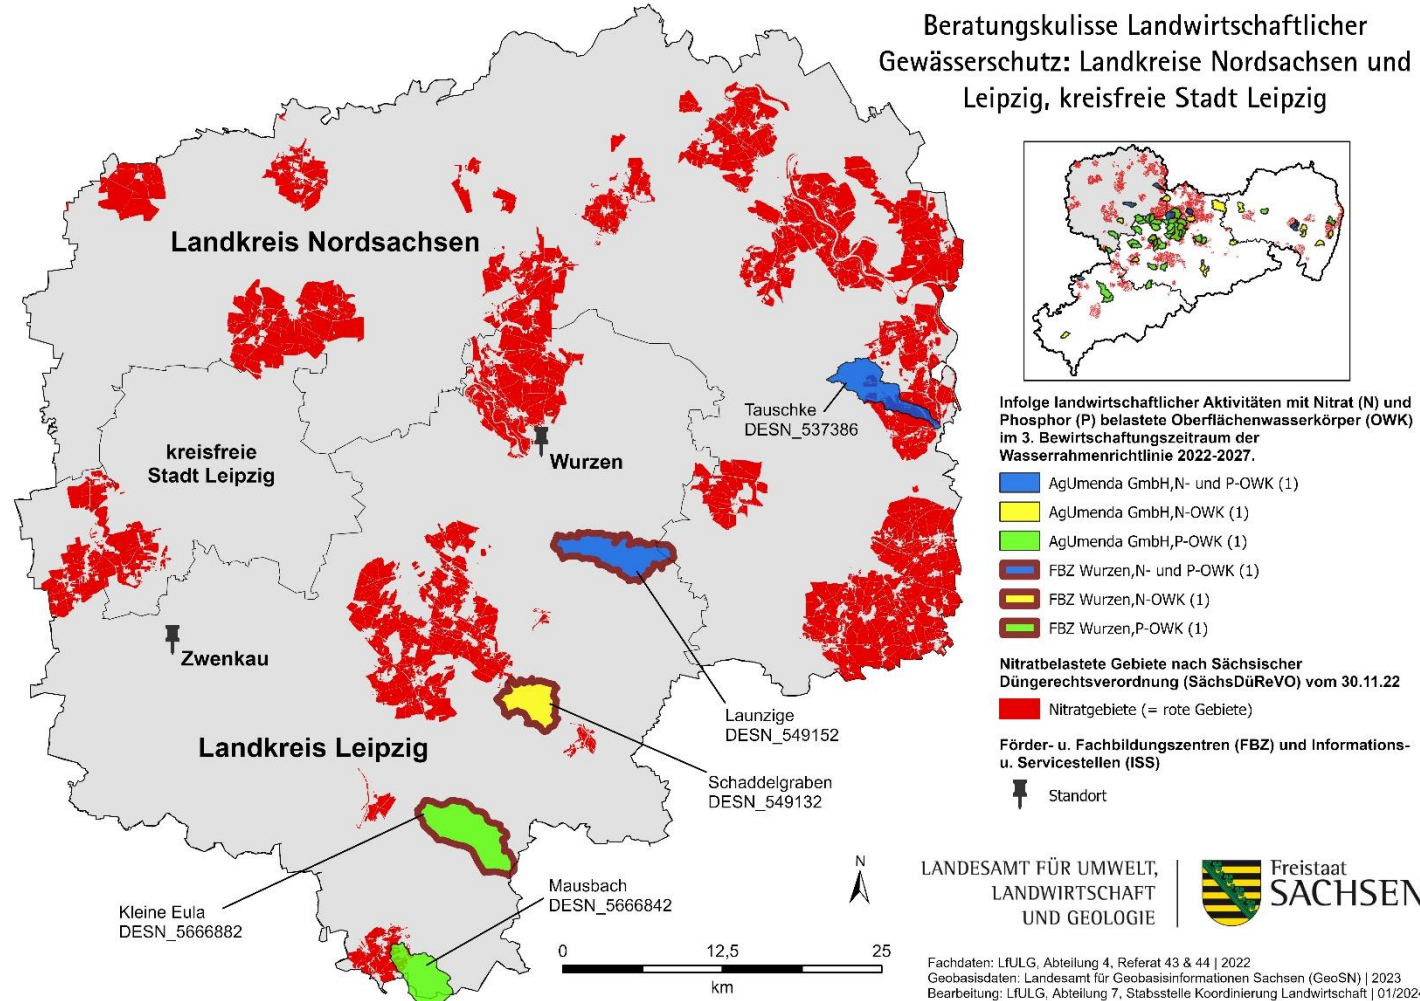 Beratungskulisse Landwirtschaftlicher
Gewässerschutz: Landkreise Nordsachsen und
Leipzig, kreisfreie Stadt Leipzig
Landkreis Nordsachsen
kreisfreie
Stadt Leipzig
Wurzen
Tauschke
DESN_537386
Zwenkau
Landkreis Leipzig
Launzige
DESN_549152
Schaddelgraben
DESN_549132
Mausbach
DESN_5666842
Kleine Eula
DESN_5666882
Infolge landwirtschaftlicher Aktivitäten mit Nitrat (N) und
Phosphor (P) belastete Oberflächenwasserkörper (OWK)
im 3. Bewirtschaftungszeitraum der
Wasserrahmenrichtlinie 2022-2027.
AgUmenda GmbH,N- und P-OWK (1)
AgUmenda GmbH,N-OWK (1)
AgUmenda GmbH,P-OWK (1)
FBZ Wurzen,N- und P-OWK (1)
FBZ Wurzen,N-OWK (1)
FBZ Wurzen,P-OWK (1)
Nitratbelastete Gebiete nach Sächsischer
Düngerechtsverordnung (SächsDüReVO) vom 30.11.22
Nitratgebiete (= rote Gebiete)
Förder- u. Fachbildungszentren (FBZ) und Informations-
u. Servicestellen (ISS)
Standort
N
0 12,5 25
km
LANDESAMT FÜR UMWELT,
LANDWIRTSCHAFT
UND GEOLOGIE
Freistaat
SACHSEN
Fachdaten: LfULG, Abteilung 4, Referat 43 & 44 | 2022
Geobasisdaten: Landesamt für Geobasisinformationen Sachsen (GeoSN) | 2023
Bearbeitung: LfULG, Abteilung 7, Stabsstelle Koordinierung Landwirtschaft | 01/2024